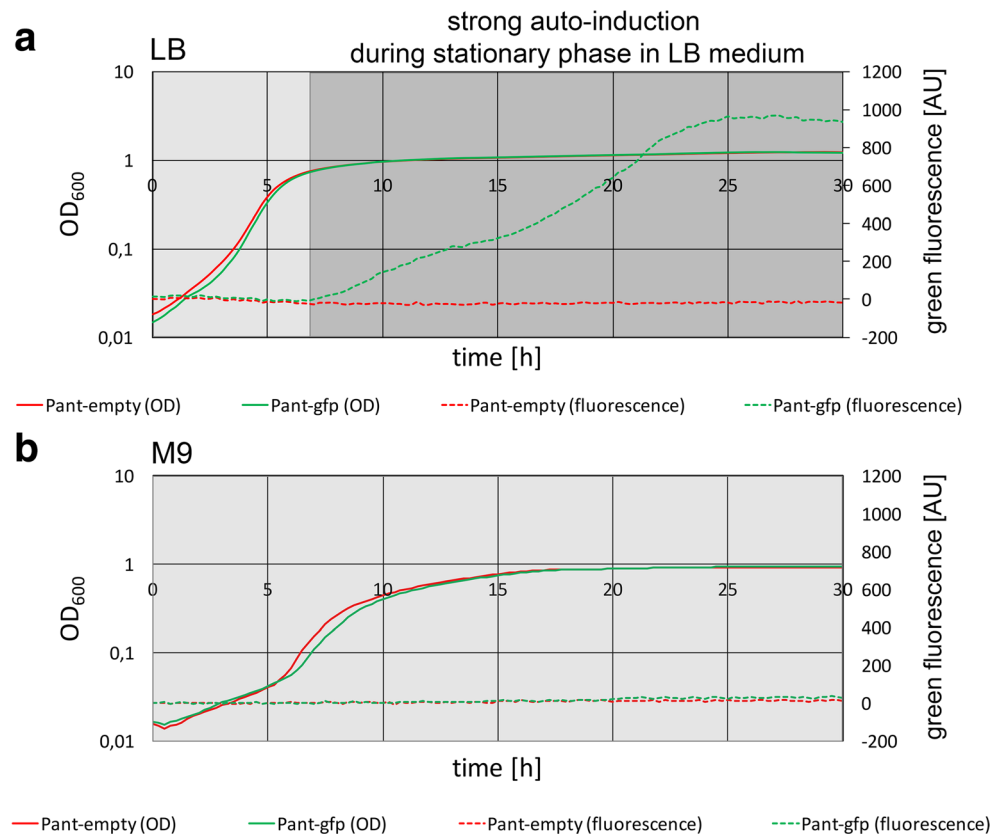 a
LB
strong auto-induction
during stationary phase in LB medium
10
1
0,1
0,01
OD600
0 5 10 15 20 25 30
1200
1000
800
600
400
200
0
-200
green fluorescence [AU]
time [h]
Pant-empty (OD) Pant-gfp (OD) Pant-empty (fluorescence) Pant-gfp (fluorescence)
b
M9
10
1
0,1
0,01
OD600
0 5 10 15 20 25 30
1200
1000
800
600
400
200
0
-200
green fluorescence [AU]
time [h]
Pant-empty (OD) Pant-gfp (OD) Pant-empty (fluorescence) Pant-gfp (fluorescence)